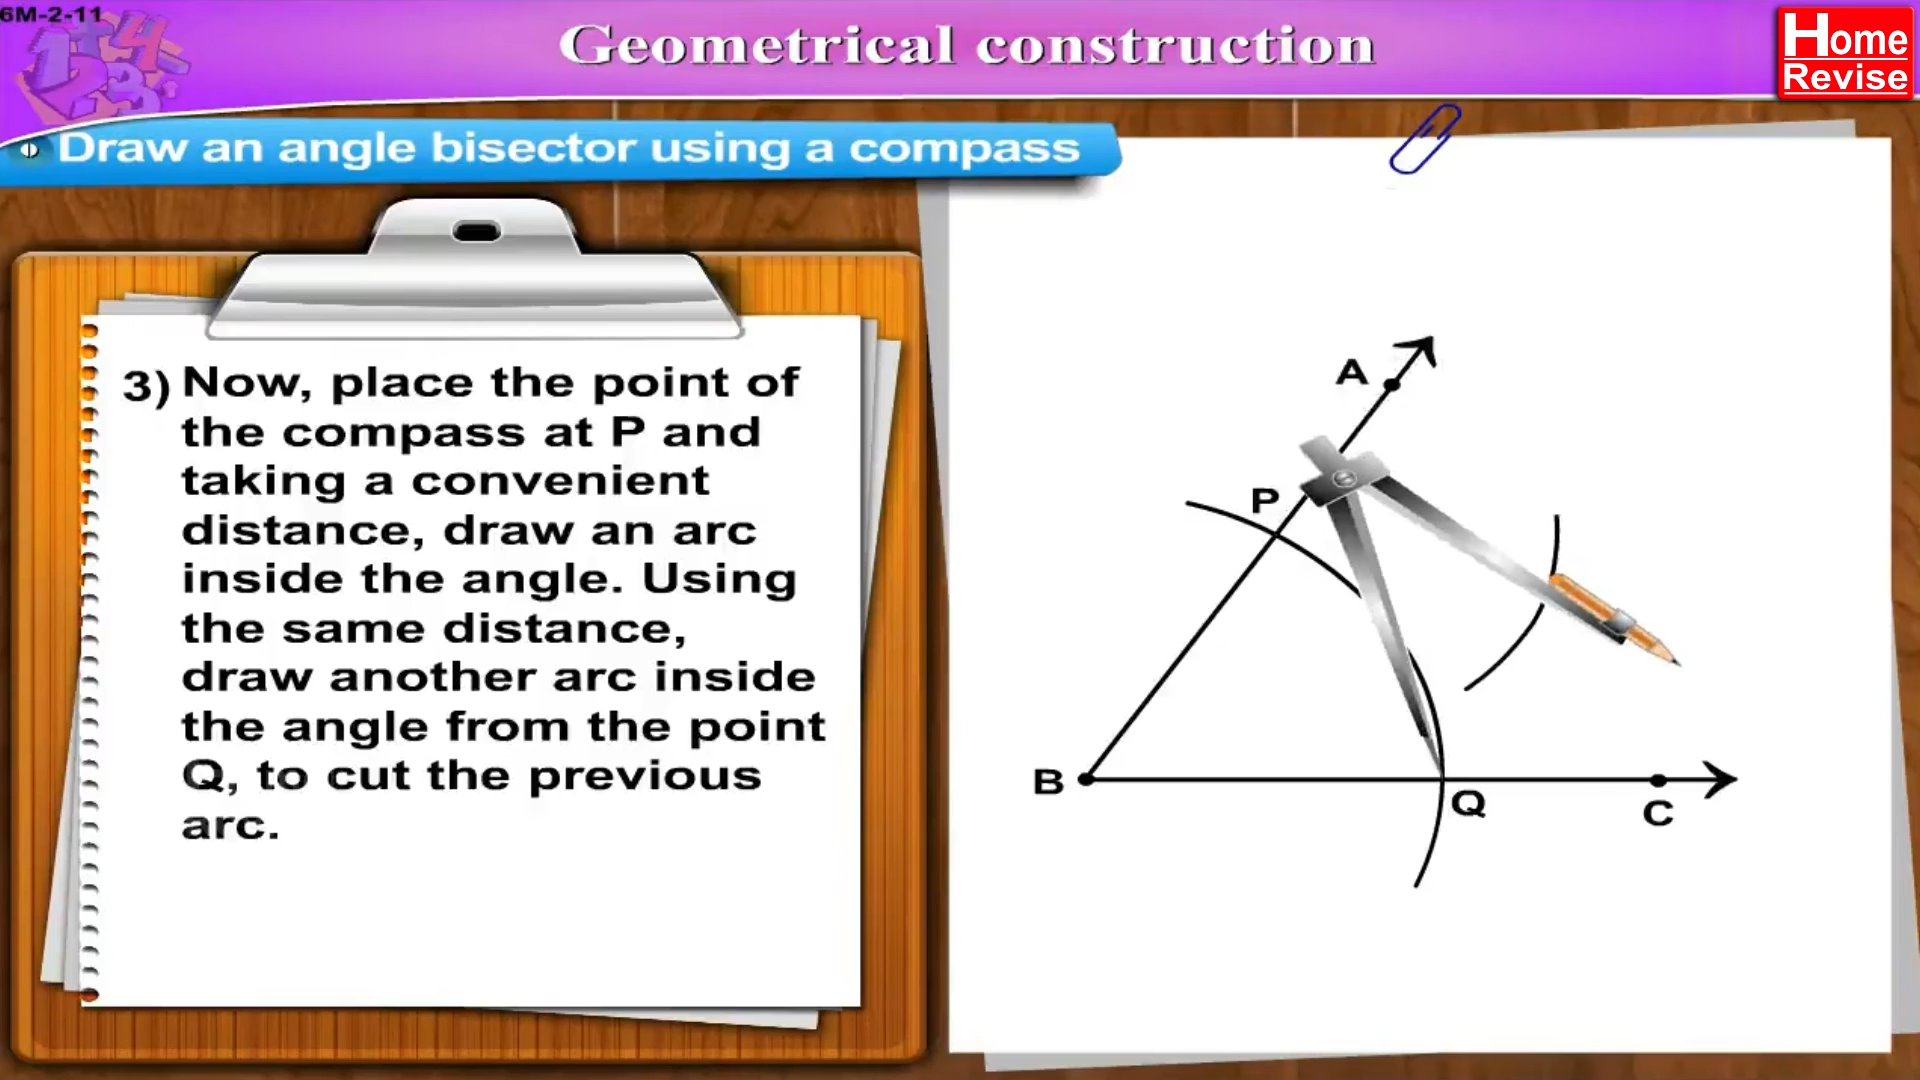 6M-2-11
Geometrical construction
Home
Revise
Draw an angle bisector using a compass
3) Now, place the point of
the compass at P and
taking a convenient
distance, draw an arc
inside the angle. Using
the same distance,
draw another arc inside
the angle from the point
Q, to cut the previous
arc.
A
P
B
Q
C